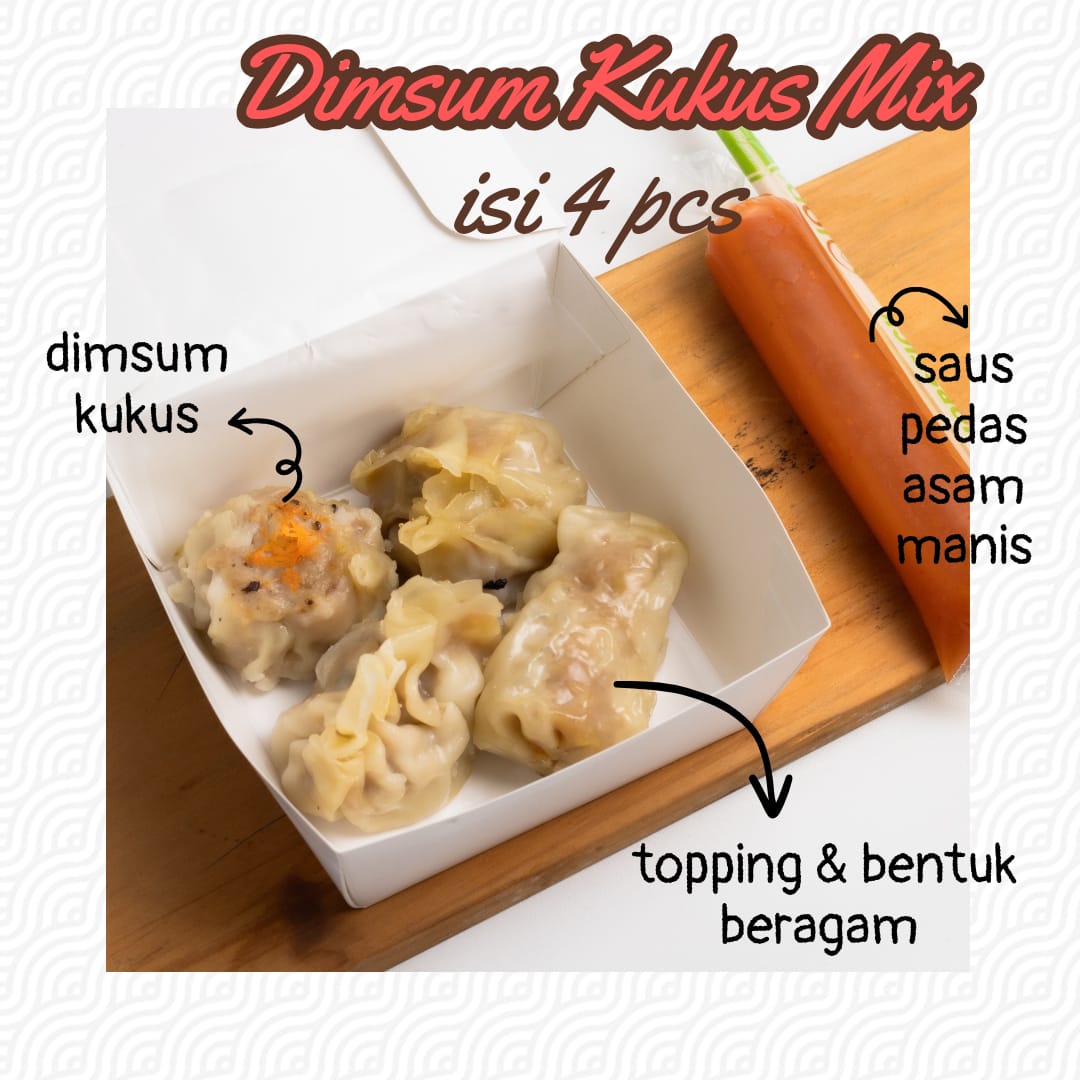 Dimsum Kukus Mix
isi 4 pcs
dimsum
kukus
saus
pedas
asam
manis
topping & bentuk
beragam